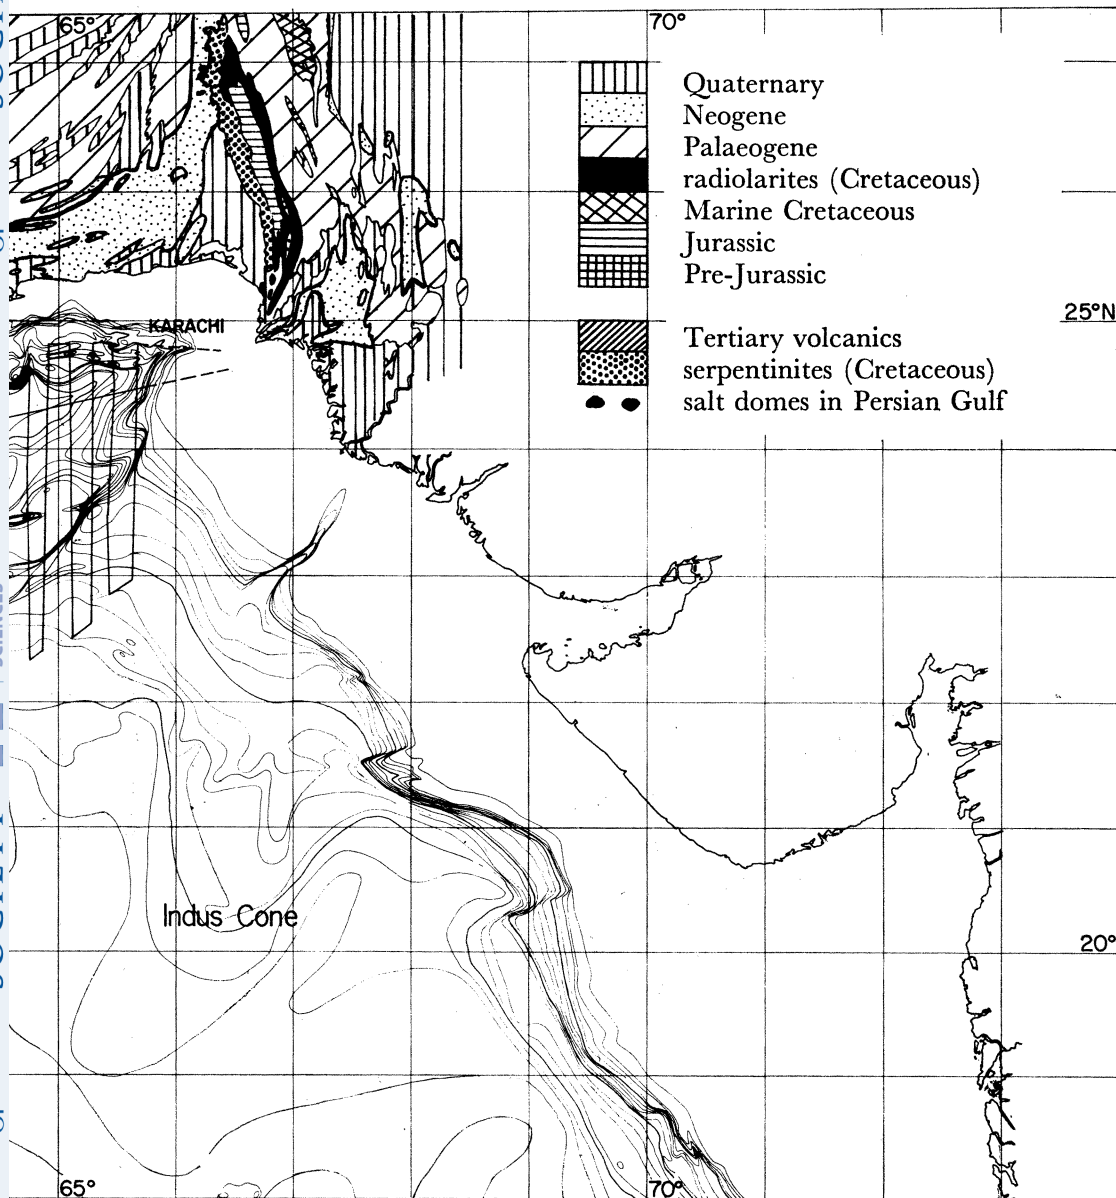 65°
70°
Quaternary
Neogene
Palaeogene
radiolarites (Cretaceous)
Marine Cretaceous
Jurassic
Pre-Jurassic
25°N
KARACHI
Tertiary volcanics
serpentinites (Cretaceous)
salt domes in Persian Gulf
Indus Cone
20°
65°
70°